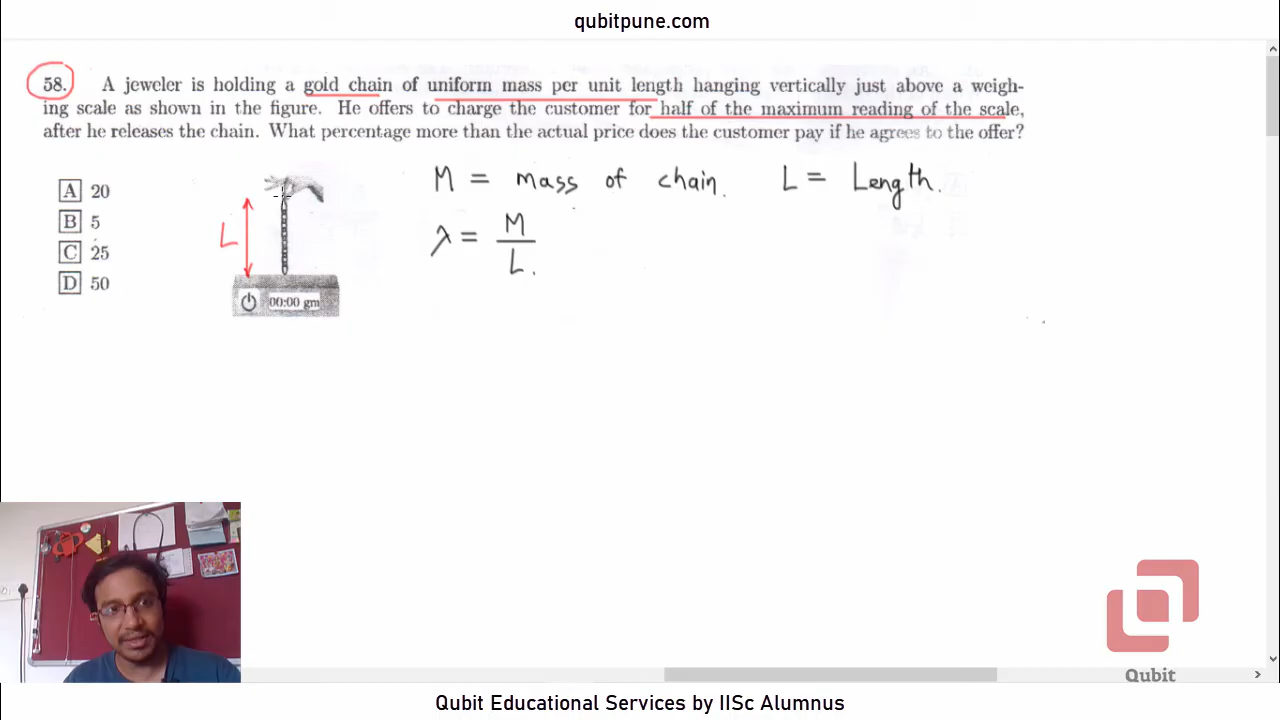 qubitpune.com
58. A jeweler is holding a gold chain of uniform mass per unit length hanging vertically just above a weigh-
ing scale as shown in the figure. He offers to charge the customer for half of the maximum reading of the scale,
after he releases the chain. What percentage more than the actual price does the customer pay if he agrees to the offer?
A 20
B 5
C 25
D 50
L
00:00 gm
M = mass of chain. L = Length.
λ = M
L.
Qubit
Qubit Educational Services by IISc Alumnus